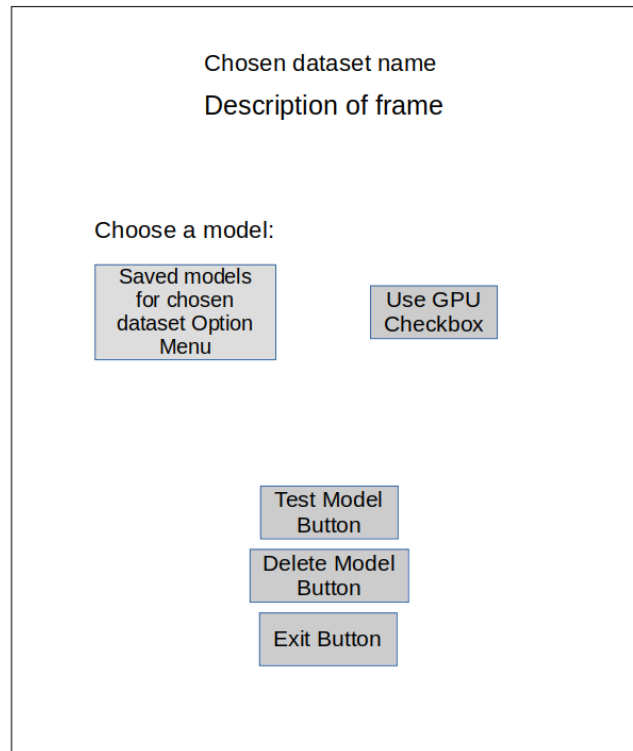 Chosen dataset name
Description of frame
Choose a model:
Saved models
for chosen
dataset Option
Menu
Use GPU
Checkbox
Test Model
Button
Delete Model
Button
Exit Button